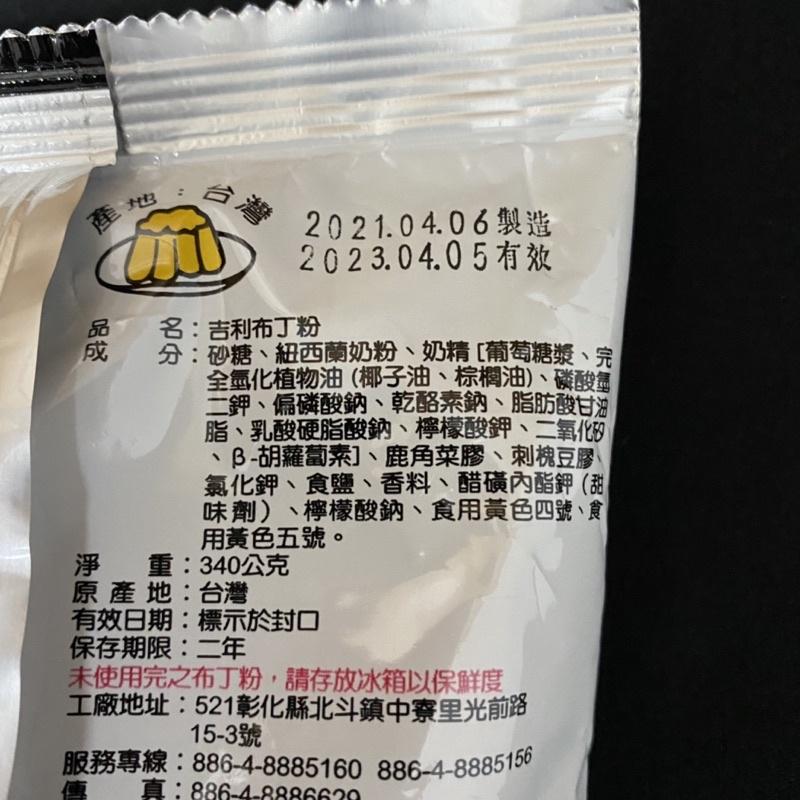 產地：台灣
2021.04.06製造
2023.04.05有效
品　　名：吉利布丁粉
成　　分：砂糖、紐西蘭奶粉、奶精 [葡萄糖漿、完
全氫化植物油 (椰子油、棕櫚油)、磷酸氫
二鉀、偏磷酸鈉、乾酪素鈉、脂肪酸甘油
脂、乳酸硬脂酸鈉、檸檬酸鉀、二氧化矽
、β-胡蘿蔔素]、鹿角菜膠、刺槐豆膠、
氯化鉀、食鹽、香料、醋磺內酯鉀（甜
味劑）、檸檬酸鈉、食用黃色四號、食
用黃色五號。
淨　　重：340公克
原 產 地：台灣
有效日期：標示於封口
保存期限：二年
未使用完之布丁粉，請存放冰箱以保鮮度
工廠地址：521彰化縣北斗鎮中寮里光前路
15-3號
服務專線：886-4-8885160 886-4-8885156
傳　　真：886-4-8886629